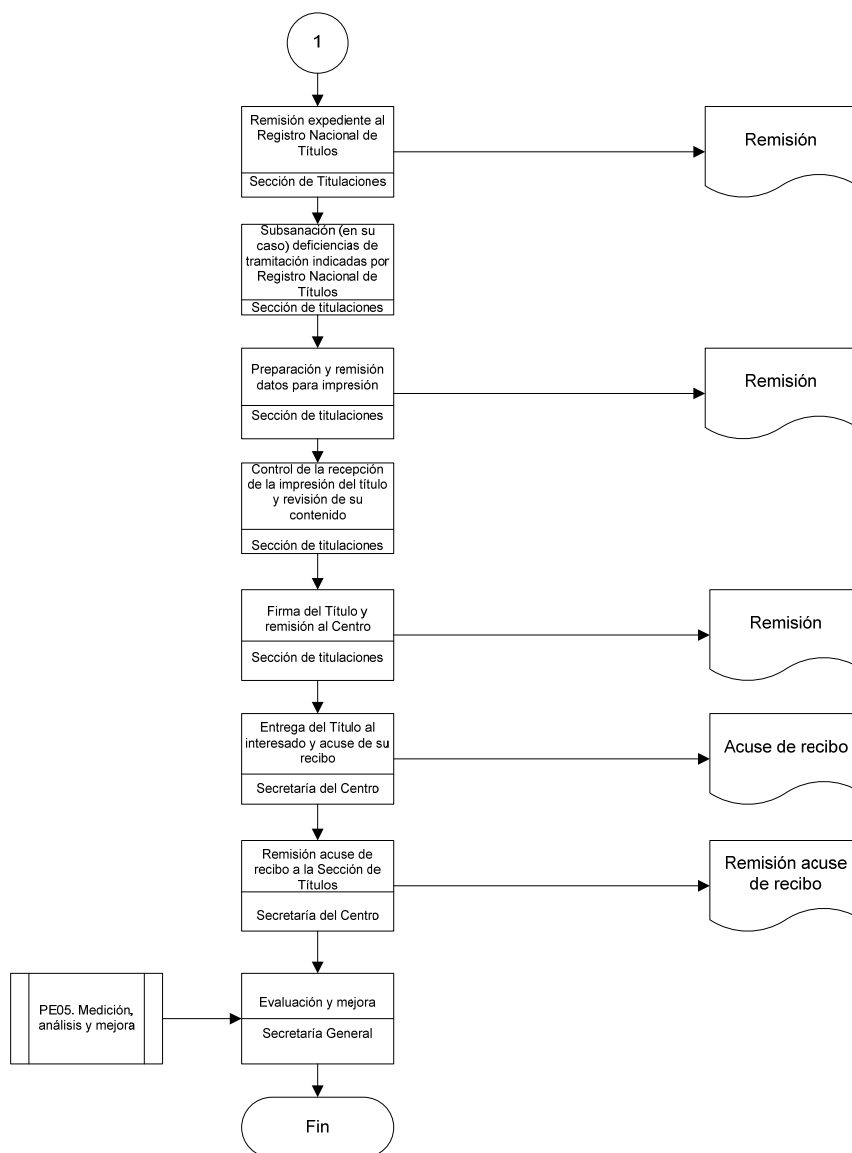 1
Remisión expediente al
Registro Nacional de
Títulos
Sección de Titulaciones
Remisión
Subsanación (en su
caso) deficiencias de
tramitación indicadas por
Registro Nacional de
Títulos
Sección de titulaciones
Preparación y remisión
datos para impresión
Sección de titulaciones
Remisión
Control de la recepción
de la impresión del título
y revisión de su
contenido
Sección de titulaciones
Firma del Título y
remisión al Centro
Sección de titulaciones
Remisión
Entrega del Título al
interesado y acuse de su
recibo
Secretaría del Centro
Acuse de recibo
Remisión acuse de
recibo a la Sección de
Títulos
Secretaría del Centro
Remisión acuse
de recibo
PE05. Medición,
análisis y mejora
Evaluación y mejora
Secretaría General
Fin